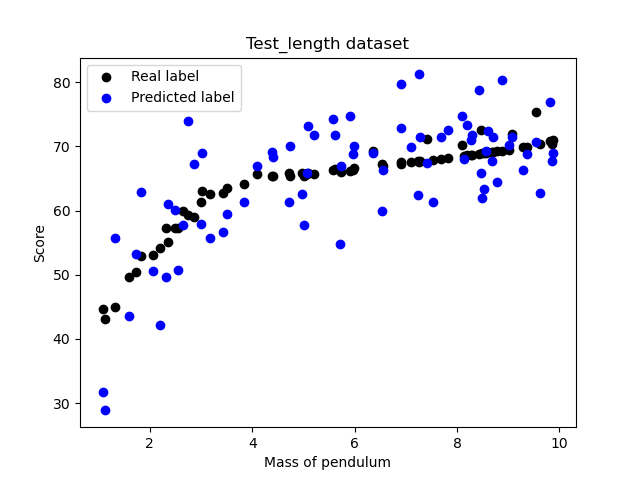 Test_length dataset
Real label
Predicted label
80
70
60
50
40
30
Score
2 4 6 8 10
Mass of pendulum